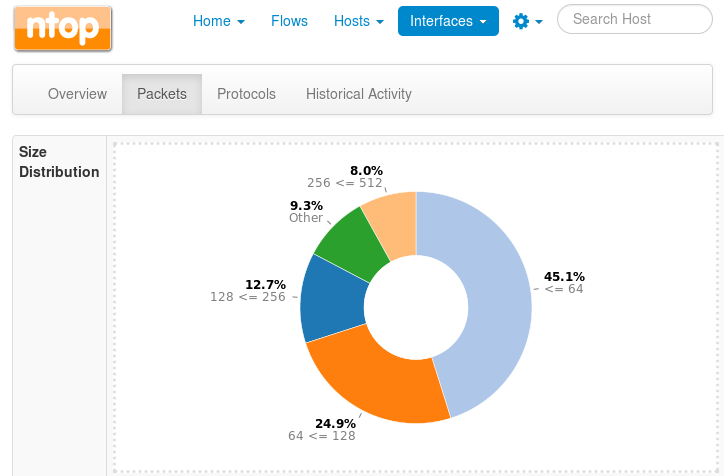 ntop
Home Flows Hosts Interfaces Search Host
Overview Packets Protocols Historical Activity
Size
Distribution
8.0%
256 <= 512
9.3%
Other
45.1%
<= 64
12.7%
128 <= 256
24.9%
64 <= 128